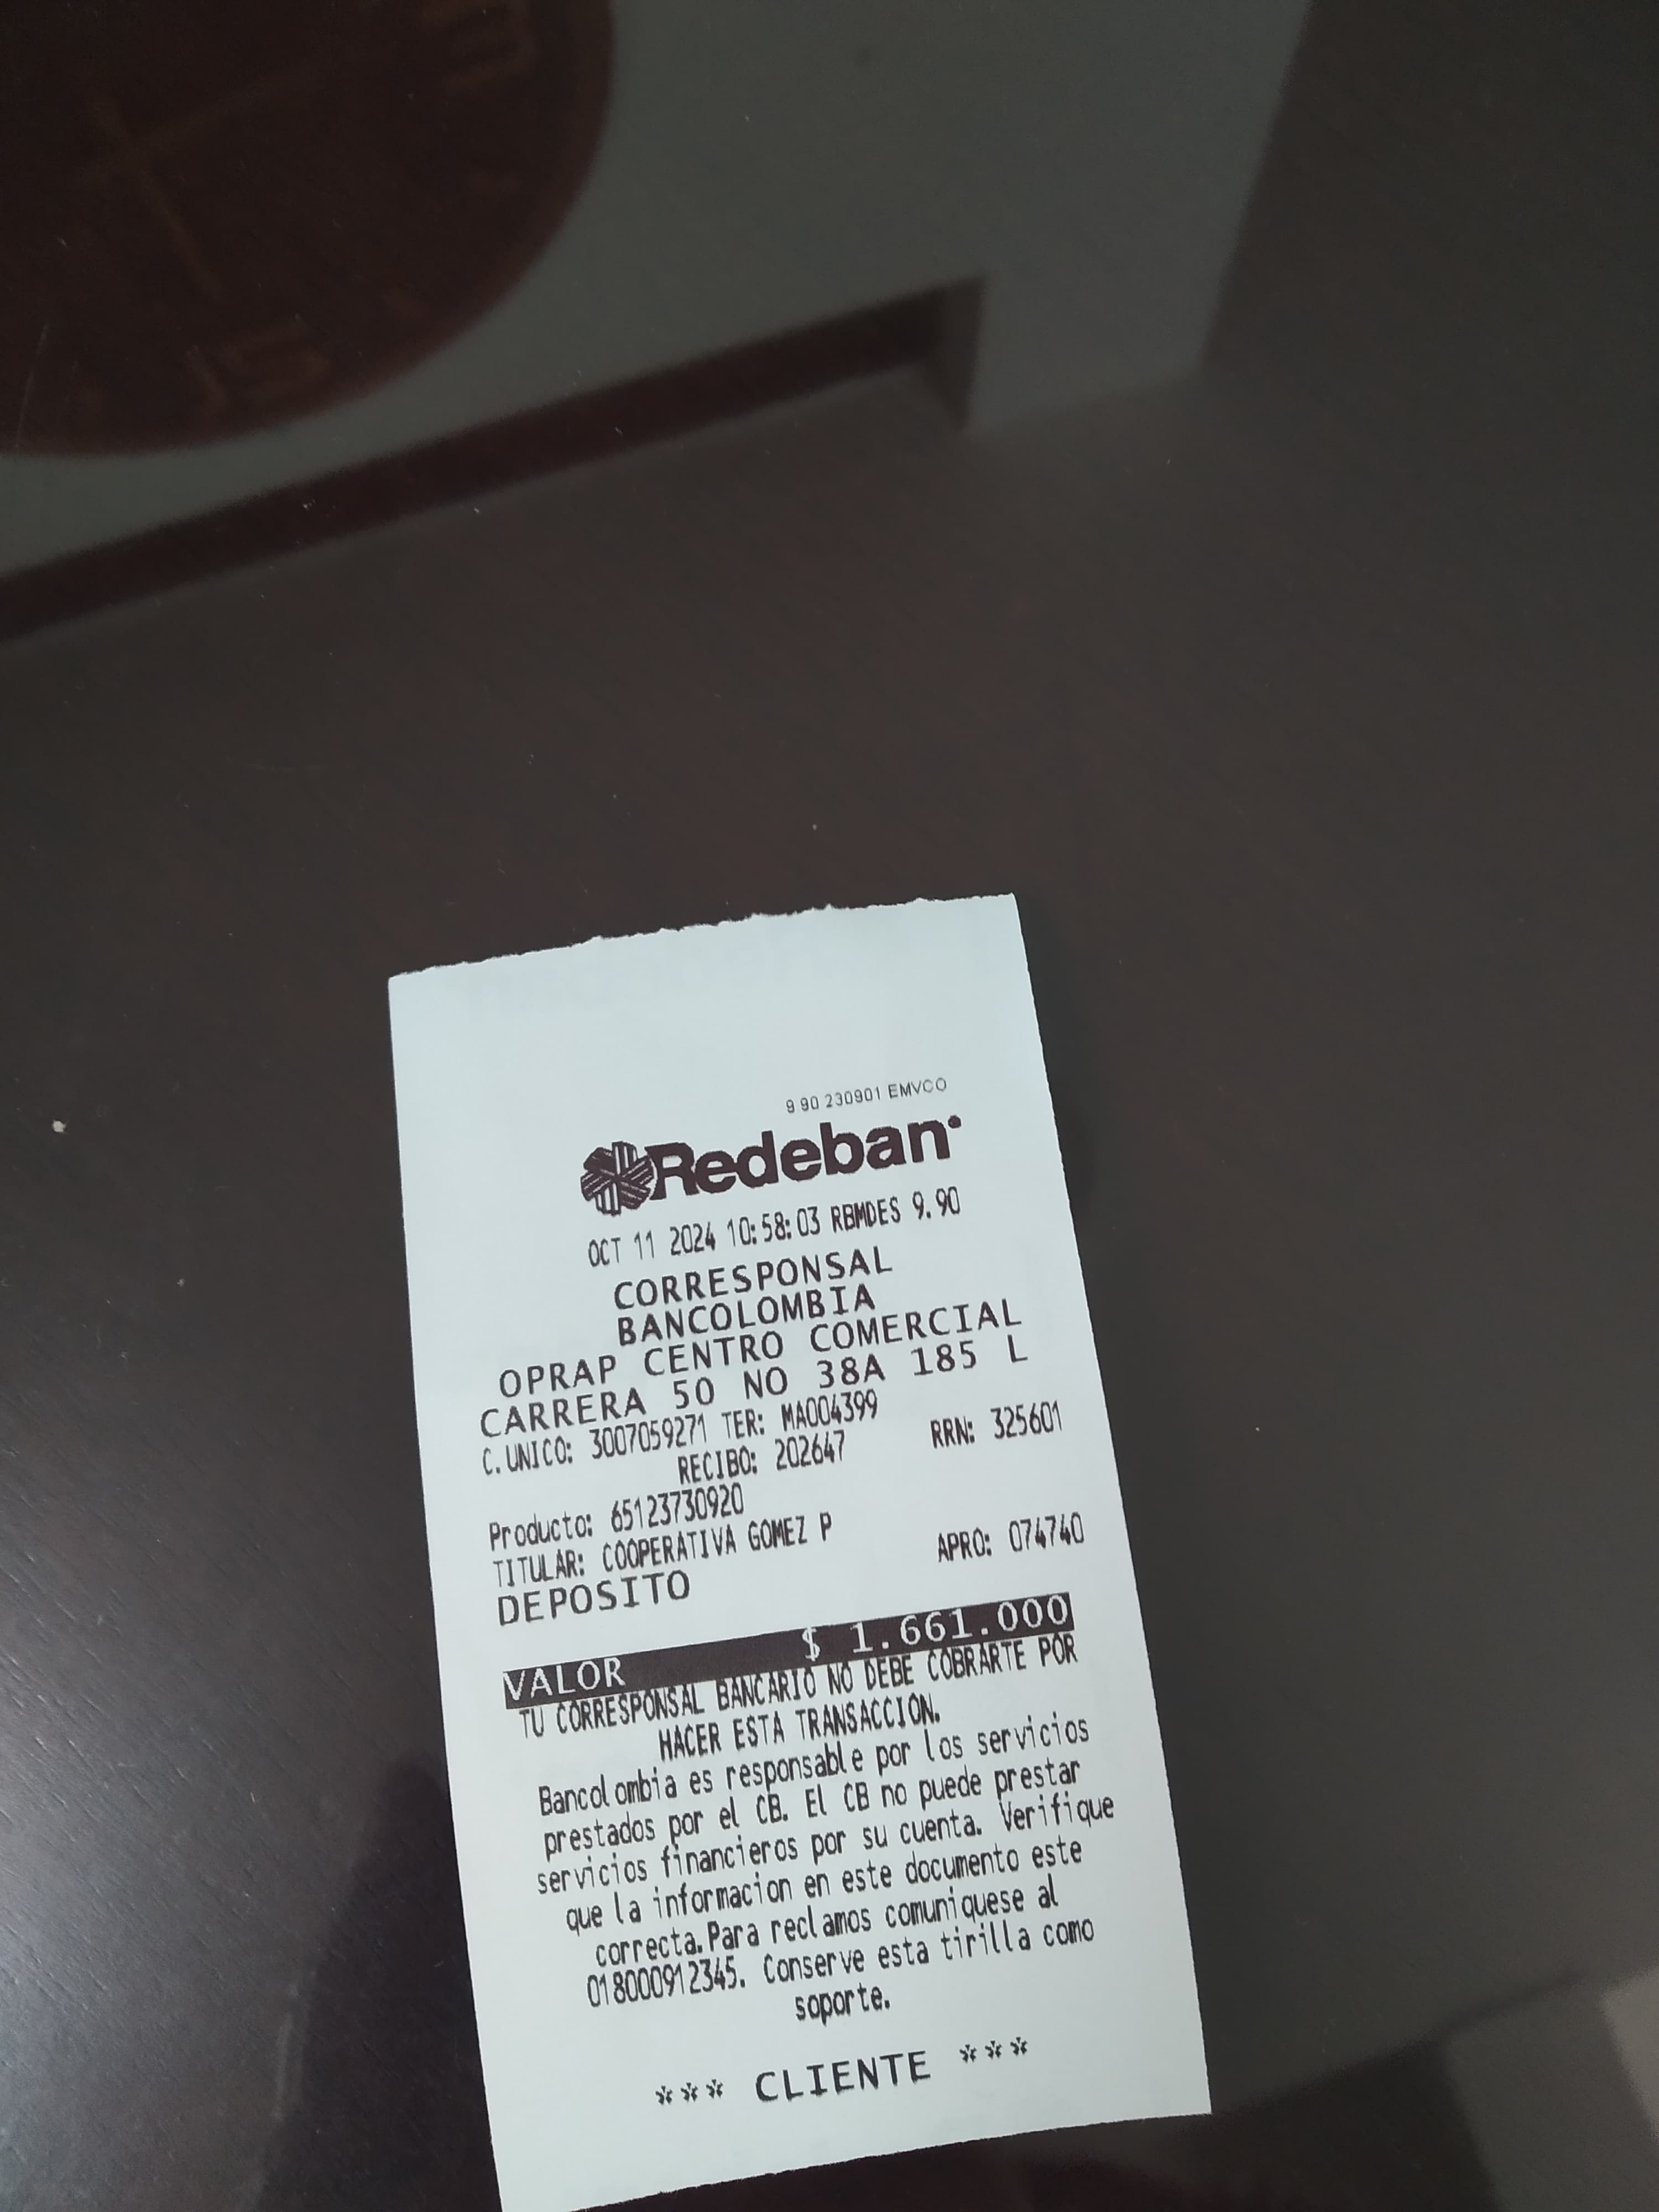 9 90 230901 EMVCO
Redeban
OCT 11 2024 10:58:03 RBMDES 9.90
CORRESPONSAL
BANCOLOMBIA
OPRAP CENTRO COMERCIAL
CARRERA 50 NO 38A 185 L
C.UNICO: 3007059271 TER: MA004399
RECIBO: 202647 RRN: 325601
Producto: 65123730920
TITULAR: COOPERATIVA GOMEZ P
DEPOSITO APRO: 074740
VALOR $ 1.661.000
TU CORRESPONSAL BANCARIO NO DEBE COBRARTE POR
HACER ESTA TRANSACCION.
Bancolombia es responsable por los servicios
prestados por el CB. El CB no puede prestar
servicios financieros por su cuenta. Verifique
que la informacion en este documento este
correcta.Para reclamos comuniquese al
018000912345. Conserve esta tirilla como
soporte.
*** CLIENTE ***